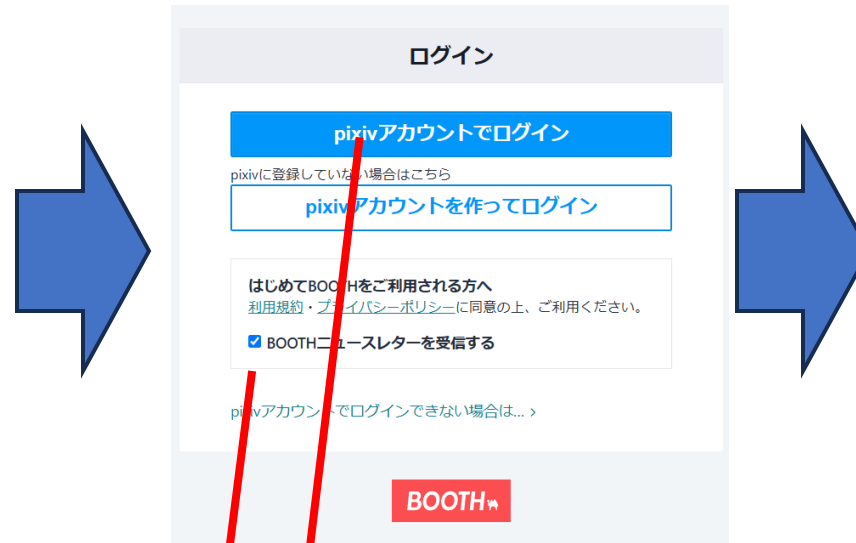 ログイン
pixivアカウントでログイン
pixivに登録していない場合はこちら
pixivアカウントを作ってログイン
はじめてBOOTHをご利用される方へ
利用規約・プライバシーポリシーに同意の上、ご利用ください。
BOOTHニュースレターを受信する
pixivアカウントでログインできない場合は... ›
BOOTH